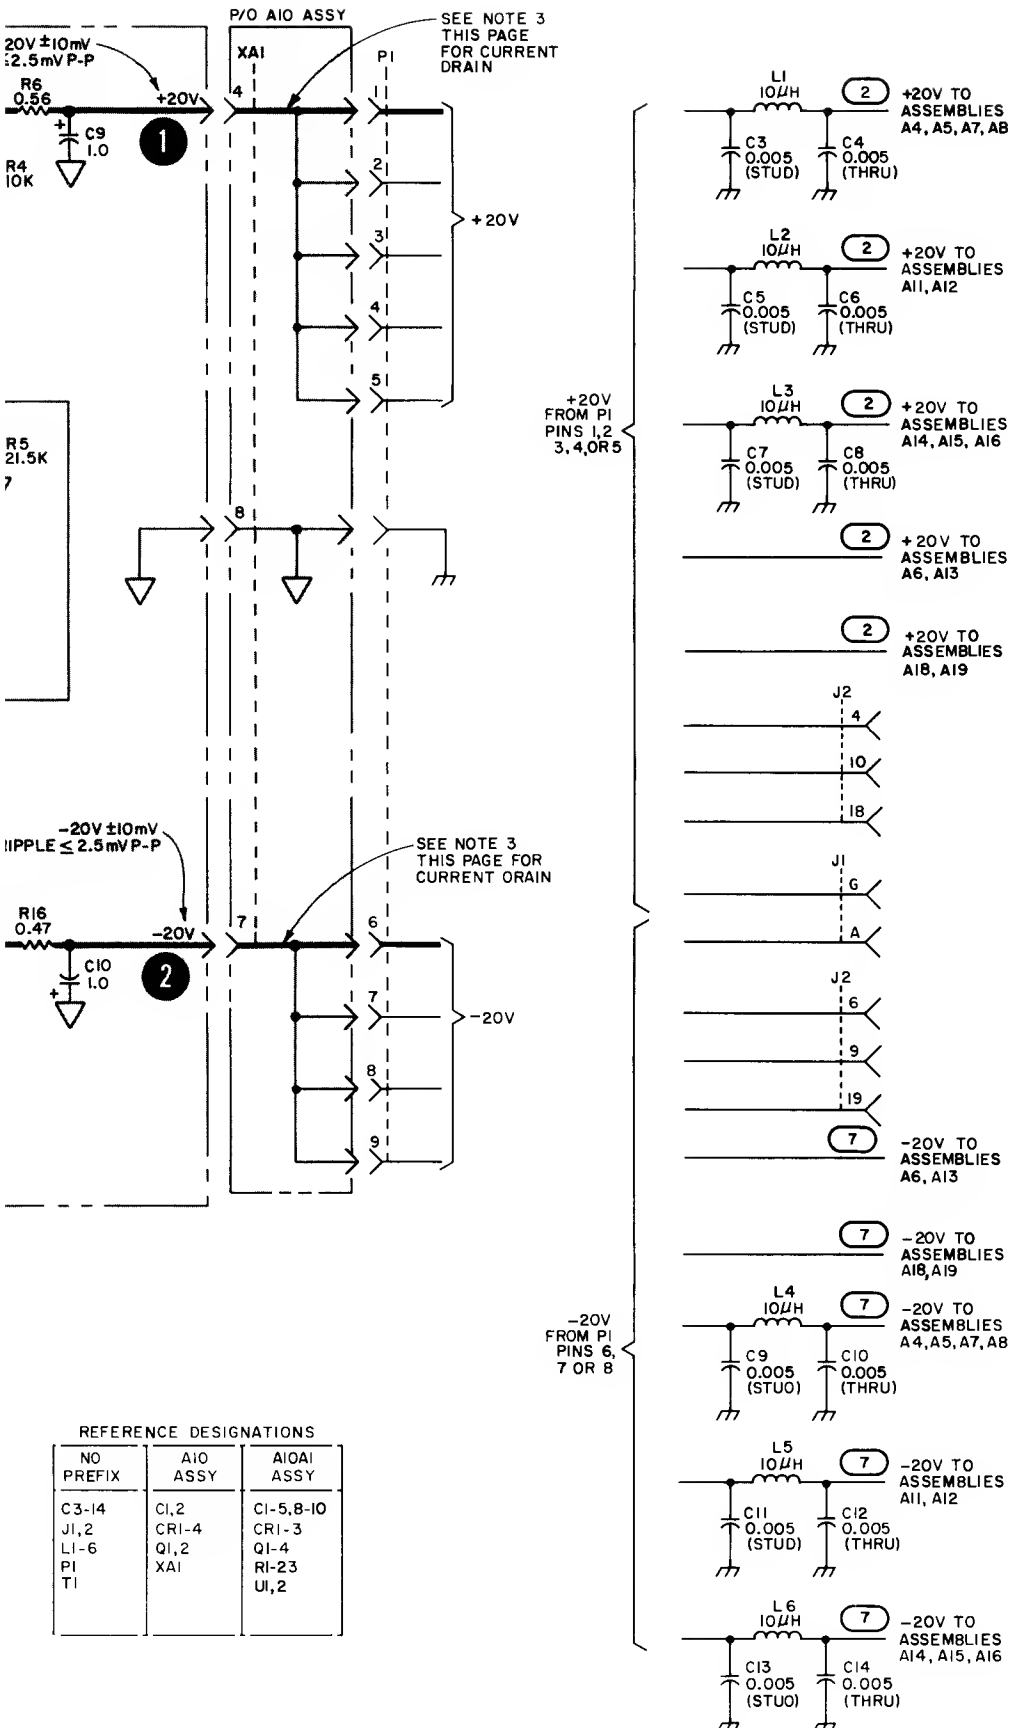 P/O A10 ASSY
SEE NOTE 3
THIS PAGE
FOR CURRENT
DRAIN
20V ±10mV
≤2.5mV P-P
XA1
P1
R6
0.56
+20V
4
1
+
C9
1.0
1
R4
10K
2
3
4
5
+20V
R5
21.5K
7
8
-20V ±10mV
RIPPLE ≤ 2.5mV P-P
SEE NOTE 3
THIS PAGE FOR
CURRENT ORAIN
R16
0.47
-20V
7
6
C10
1.0
+
2
7
8
9
-20V
+20V
FROM P1
PINS 1,2
3,4,OR5
L1
10µH
2
+20V TO
ASSEMBLIES
A4, A5, A7, A8
C3
0.005
(STUD)
C4
0.005
(THRU)
L2
10µH
2
+20V TO
ASSEMBLIES
A11, A12
C5
0.005
(STUD)
C6
0.005
(THRU)
L3
10µH
2
+20V TO
ASSEMBLIES
A14, A15, A16
C7
0.005
(STUD)
C8
0.005
(THRU)
2
+20V TO
ASSEMBLIES
A6, A13
2
+20V TO
ASSEMBLIES
A18, A19
J2
4
10
18
J1
G
A
J2
6
9
19
7
-20V TO
ASSEMBLIES
A6, A13
7
-20V TO
ASSEMBLIES
A18, A19
-20V
FROM P1
PINS 6,
7 OR 8
L4
10µH
7
-20V TO
ASSEMBLIES
A4, A5, A7, A8
C9
0.005
(STUO)
C10
0.005
(THRU)
L5
10µH
7
-20V TO
ASSEMBLIES
A11, A12
C11
0.005
(STUD)
C12
0.005
(THRU)
L6
10µH
7
-20V TO
ASSEMBLIES
A14, A15, A16
C13
0.005
(STUO)
C14
0.005
(THRU)
REFERENCE DESIGNATIONS
NO PREFIX A10 ASSY A10A1 ASSY
C3-14 C1,2 C1-5,8-10
J1,2 CR1-4 CR1-3
L1-6 Q1,2 Q1-4
P1 XA1 R1-23
T1 U1,2